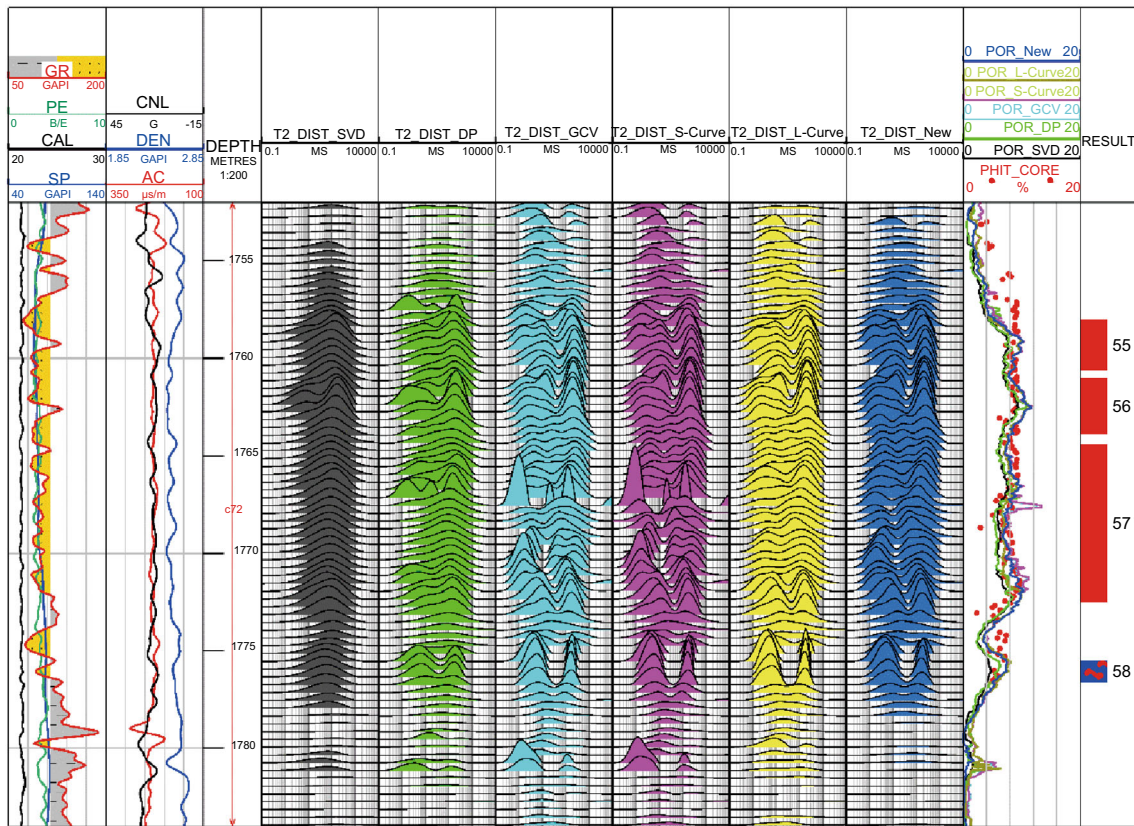 GR
50 GAPI 200
PE
0 B/E 10
CAL
20 30
SP
40 GAPI 140
CNL
45 G -15
DEN
1.85 GAPI 2.85
AC
350 µs/m 100
DEPTH
METRES
1:200
T2_DIST_SVD
0.1 MS 10000
T2_DIST_DP
0.1 MS 10000
T2_DIST_GCV
0.1 MS 10000
T2_DIST_S-Curve
0.1 MS 10000
T2_DIST_L-Curve
0.1 MS 10000
T2_DIST_New
0.1 MS 10000
0 POR_New 20
0 POR_L-Curve20
0 POR_S-Curve20
0 POR_GCV 20
0 POR_DP 20
0 POR_SVD 20
PHIT_CORE
0 % 20
RESULT
1755
1760
1765
c72
1770
1775
1780
55
56
57
58